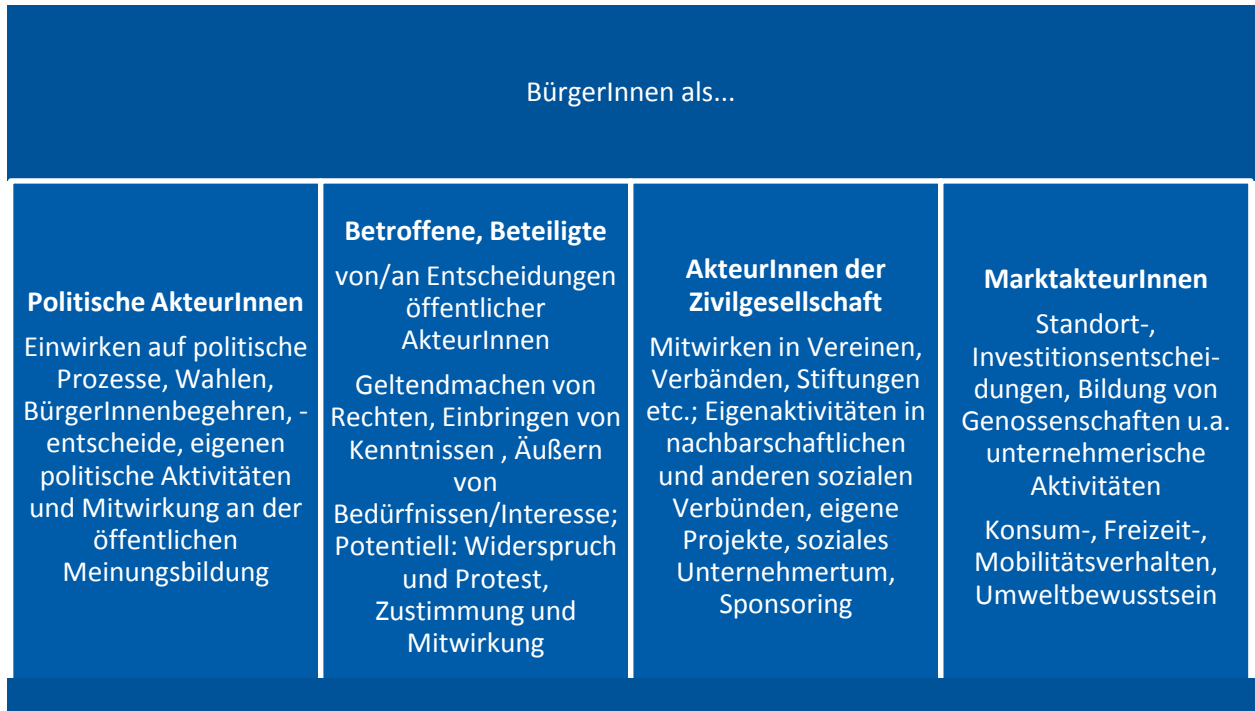 BürgerInnen als...
Politische AkteurInnen
Einwirken auf politische
Prozesse, Wahlen,
BürgerInnenbegehren, -
entscheide, eigenen
politische Aktivitäten
und Mitwirkung an der
öffentlichen
Meinungsbildung
Betroffene, Beteiligte
von/an Entscheidungen
öffentlicher
AkteurInnen
Geltendmachen von
Rechten, Einbringen von
Kenntnissen , Äußern
von
Bedürfnissen/Interesse;
Potentiell: Widerspruch
und Protest,
Zustimmung und
Mitwirkung
AkteurInnen der
Zivilgesellschaft
Mitwirken in Vereinen,
Verbänden, Stiftungen
etc.; Eigenaktivitäten in
nachbarschaftlichen
und anderen sozialen
Verbünden, eigene
Projekte, soziales
Unternehmertum,
Sponsoring
MarktakteurInnen
Standort-,
Investitionsentschei-
dungen, Bildung von
Genossenschaften u.a.
unternehmerische
Aktivitäten
Konsum-, Freizeit-,
Mobilitätsverhalten,
Umweltbewusstsein